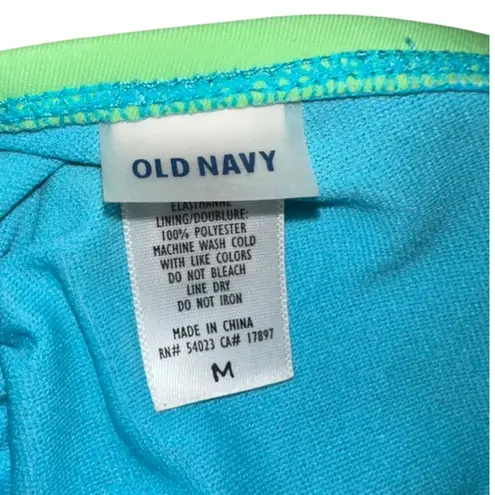 OLD NAVY
ELASTHANNE
LINING/DOUBLURE:
100% POLYESTER
MACHINE WASH COLD
WITH LIKE COLORS
DO NOT BLEACH
LINE DRY
DO NOT IRON
MADE IN CHINA
RN# 54023 CA# 17897
M